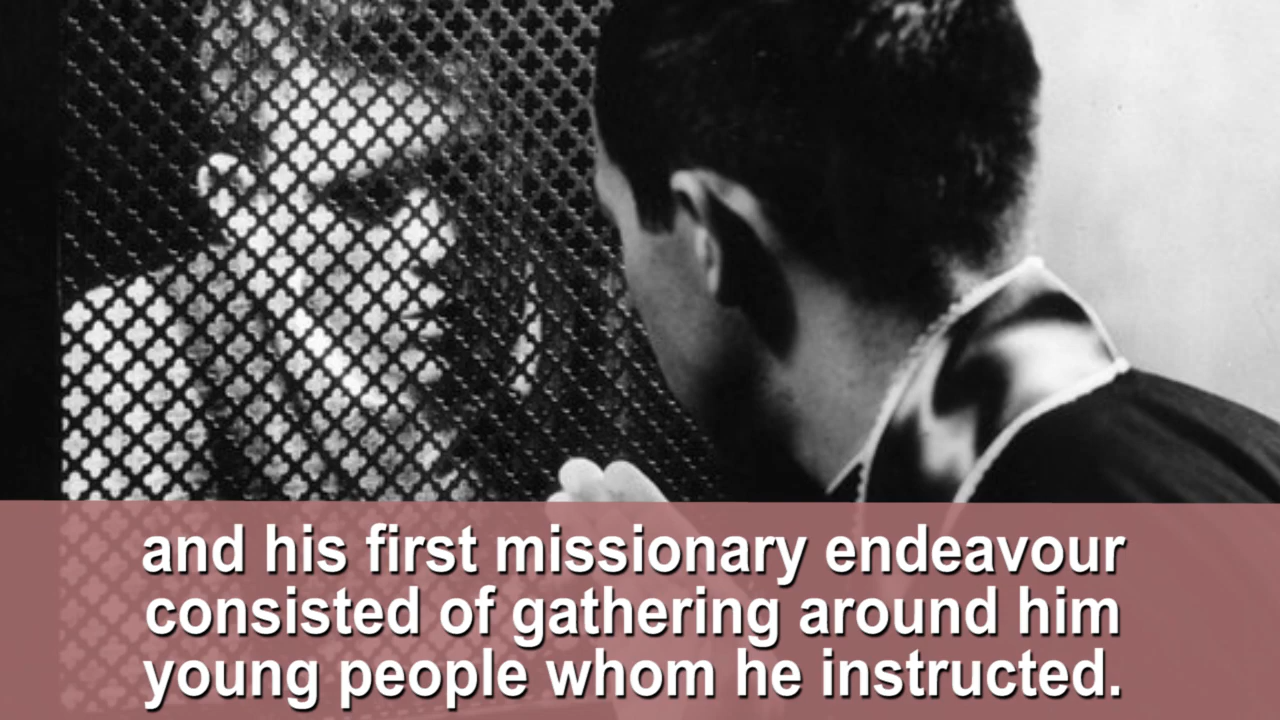 and his first missionary endeavour
consisted of gathering around him
young people whom he instructed.